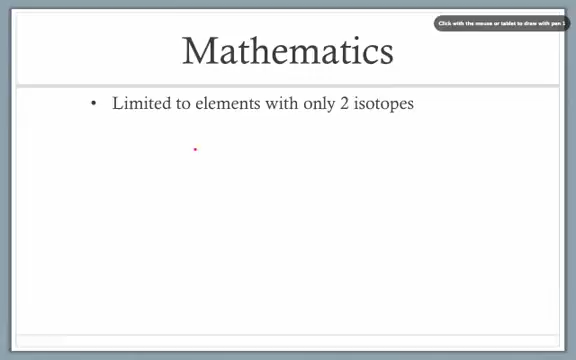 Click with the mouse or tablet to draw with pen 1
Mathematics
• Limited to elements with only 2 isotopes